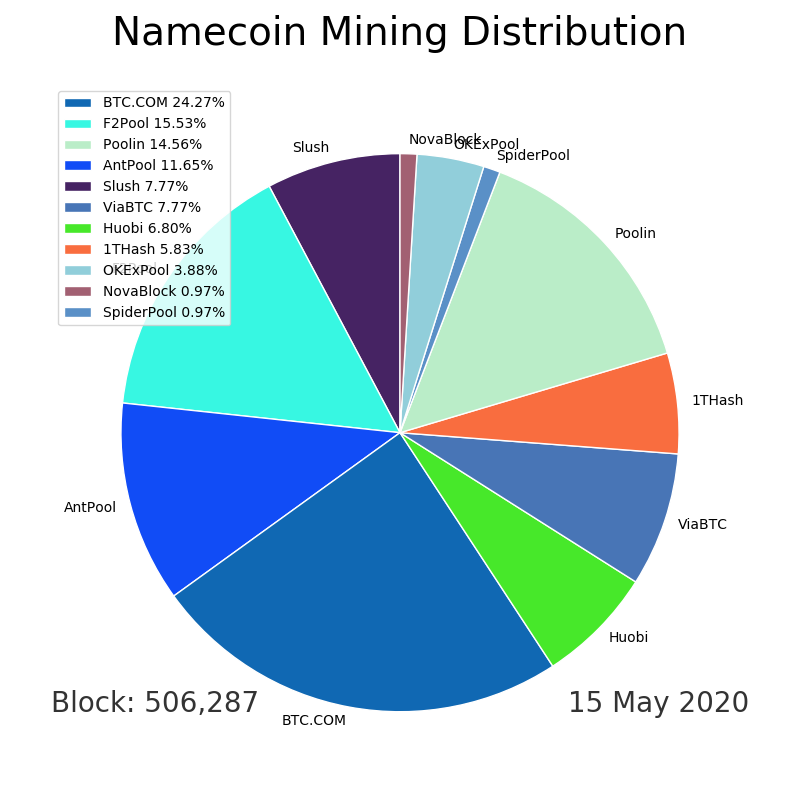 Namecoin Mining Distribution
BTC.COM 24.27%
F2Pool 15.53%
Poolin 14.56%
AntPool 11.65%
Slush 7.77%
ViaBTC 7.77%
Huobi 6.80%
1THash 5.83%
OKExPool 3.88%
NovaBlock 0.97%
SpiderPool 0.97%
Slush
NovaBlock
OKExPool
SpiderPool
Poolin
1THash
AntPool
ViaBTC
Huobi
BTC.COM
Block: 506,287
15 May 2020